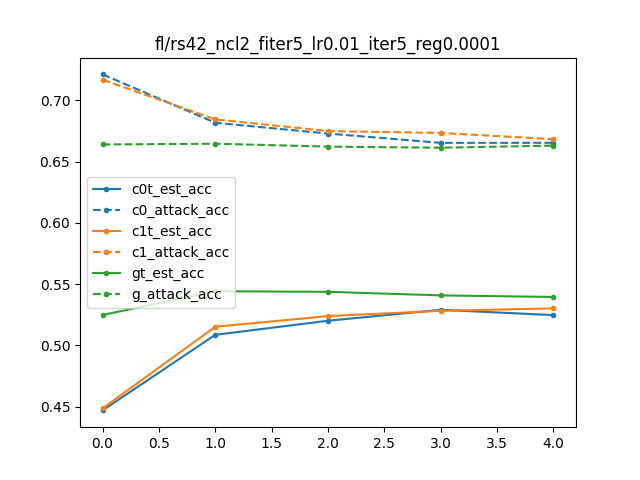 fl/rs42_ncl2_fiter5_lr0.01_iter5_reg0.0001
0.70
0.65
0.60
0.55
0.50
0.45
c0t_est_acc
c0_attack_acc
c1t_est_acc
c1_attack_acc
gt_est_acc
g_attack_acc
0.0 0.5 1.0 1.5 2.0 2.5 3.0 3.5 4.0